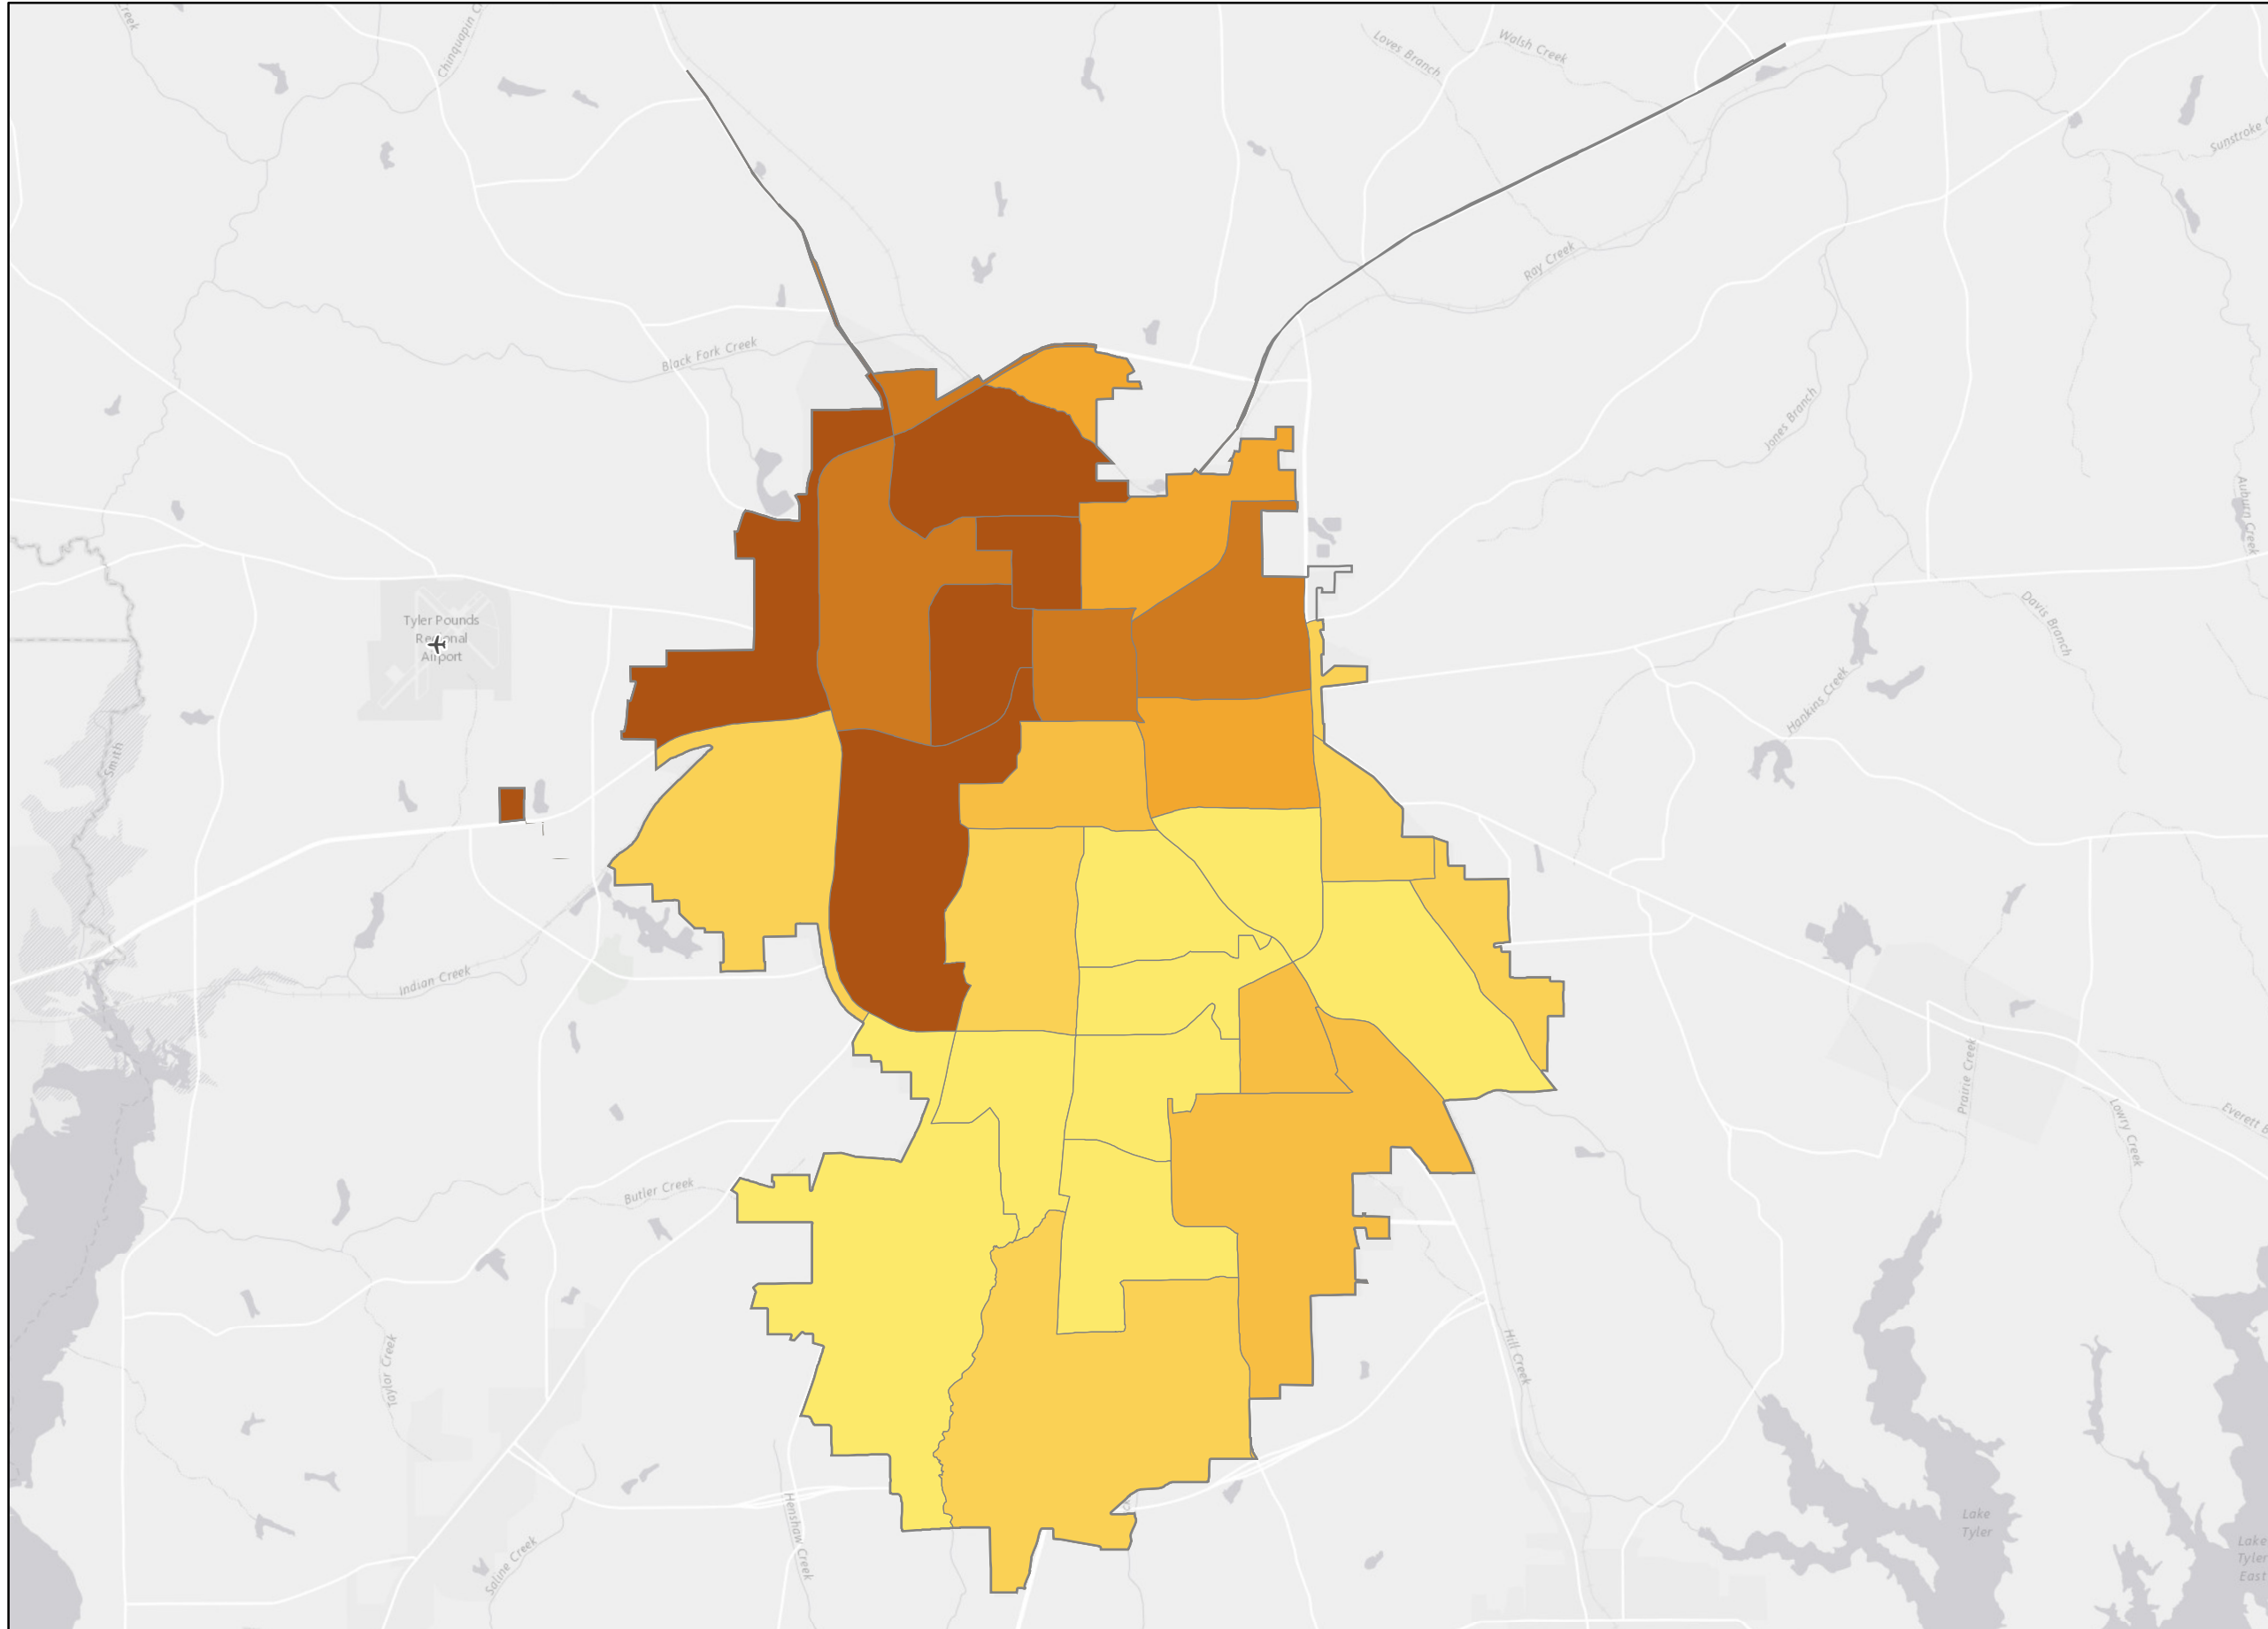 Creek
Chinquapin C
Loves Branch
Walsh Creek
Sunstroke
Ray Creek
Black Fork Creek
Jones Branch
Auburn Creek
Tyler Pounds
Regional
Airport
Davis Branch
Hankins Creek
Smith
Indian Creek
Prairie Creek
Lowry Creek
Everett B
Butler Creek
Taylor Creek
Hill Creek
Henshaw Creek
Saline Creek
Lake
Tyler
Lake
Tyler
East